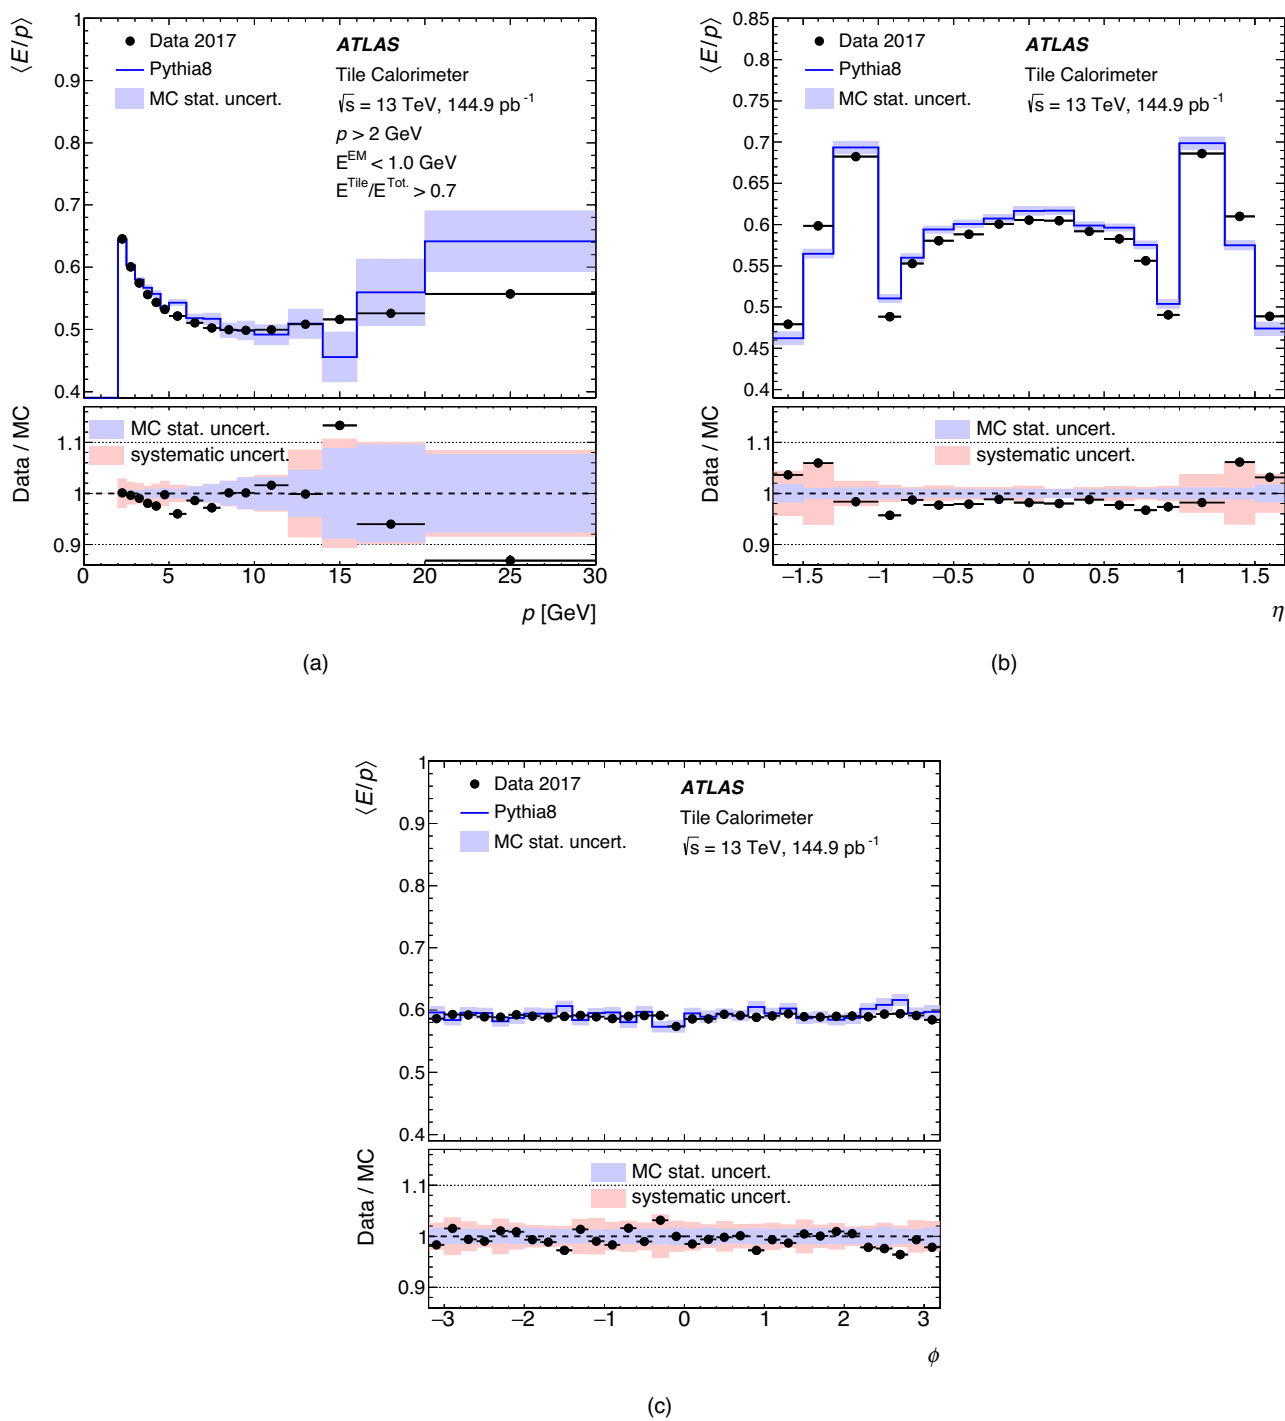 ⟨E/p⟩
1
0.9
0.8
0.7
0.6
0.5
0.4
Data 2017
Pythia8
MC stat. uncert.
ATLAS
Tile Calorimeter
√s = 13 TeV, 144.9 pb⁻¹
p > 2 GeV
E^EM < 1.0 GeV
E^Tile/E^Tot. > 0.7
Data / MC
1.1
1
0.9
MC stat. uncert.
systematic uncert.
0 5 10 15 20 25 30
p [GeV]
(a)
⟨E/p⟩
0.85
0.8
0.75
0.7
0.65
0.6
0.55
0.5
0.45
0.4
Data 2017
Pythia8
MC stat. uncert.
ATLAS
Tile Calorimeter
√s = 13 TeV, 144.9 pb⁻¹
Data / MC
1.1
1
0.9
MC stat. uncert.
systematic uncert.
−1.5 −1 −0.5 0 0.5 1 1.5
η
(b)
⟨E/p⟩
1
0.9
0.8
0.7
0.6
0.5
0.4
Data 2017
Pythia8
MC stat. uncert.
ATLAS
Tile Calorimeter
√s = 13 TeV, 144.9 pb⁻¹
Data / MC
1.1
1
0.9
MC stat. uncert.
systematic uncert.
−3 −2 −1 0 1 2 3
ϕ
(c)